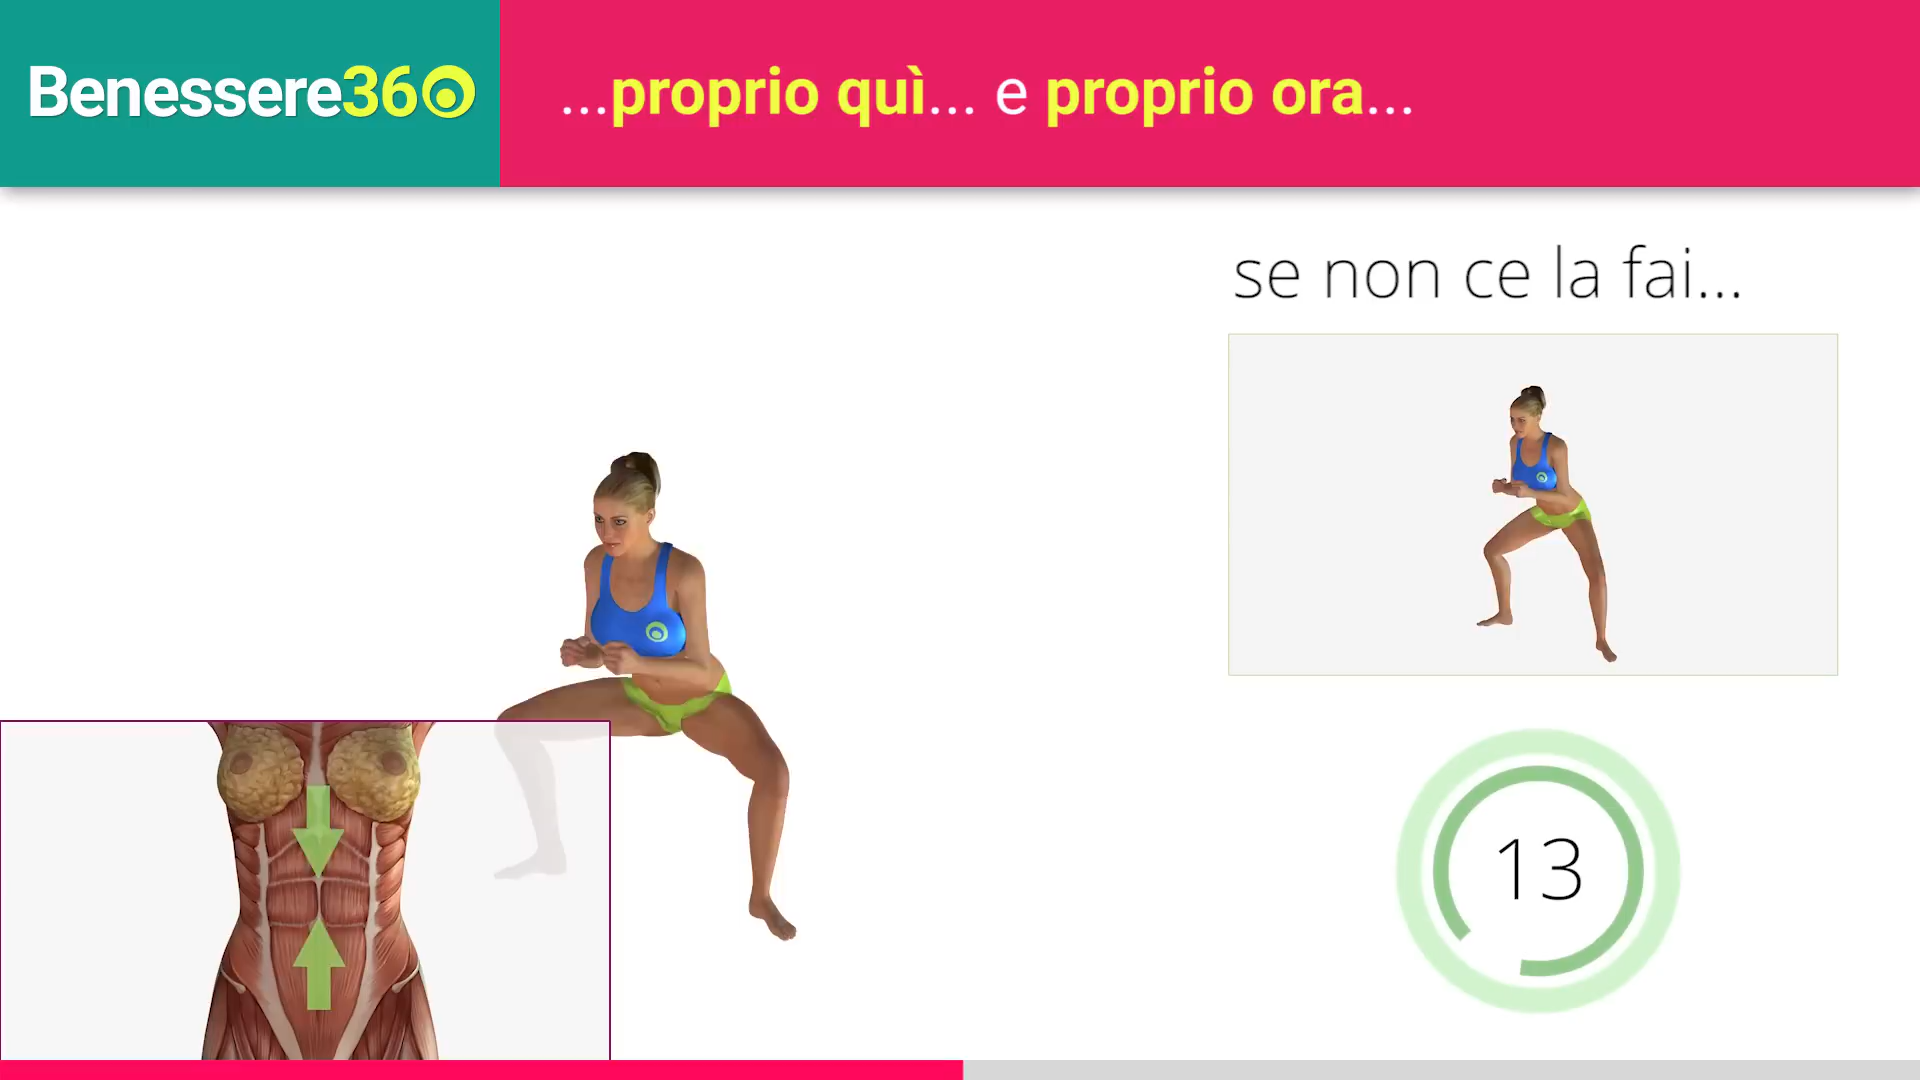 Benessere360
...proprio quì... e proprio ora...
se non ce la fai...
13